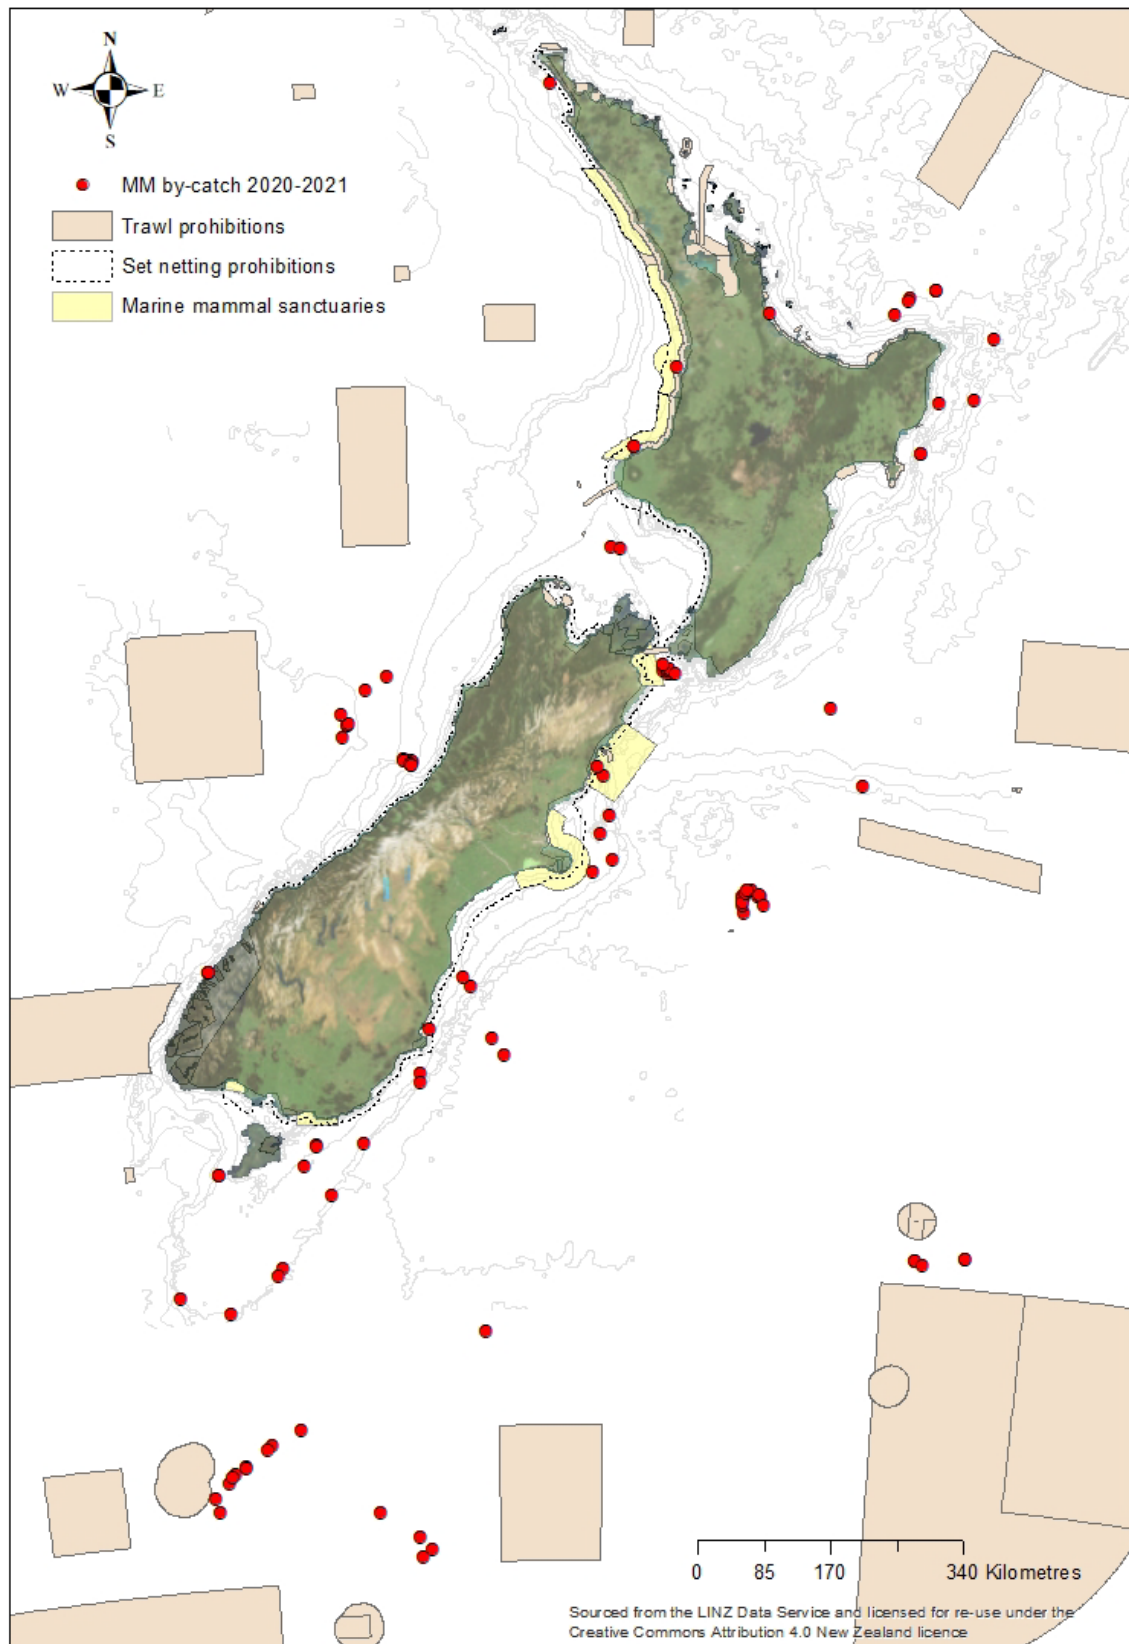 N
W E
S
MM by-catch 2020-2021
Trawl prohibitions
Set netting prohibitions
Marine mammal sanctuaries
0 85 170 340 Kilometres
Sourced from the LINZ Data Service and licensed for re-use under the
Creative Commons Attribution 4.0 New Zealand licence